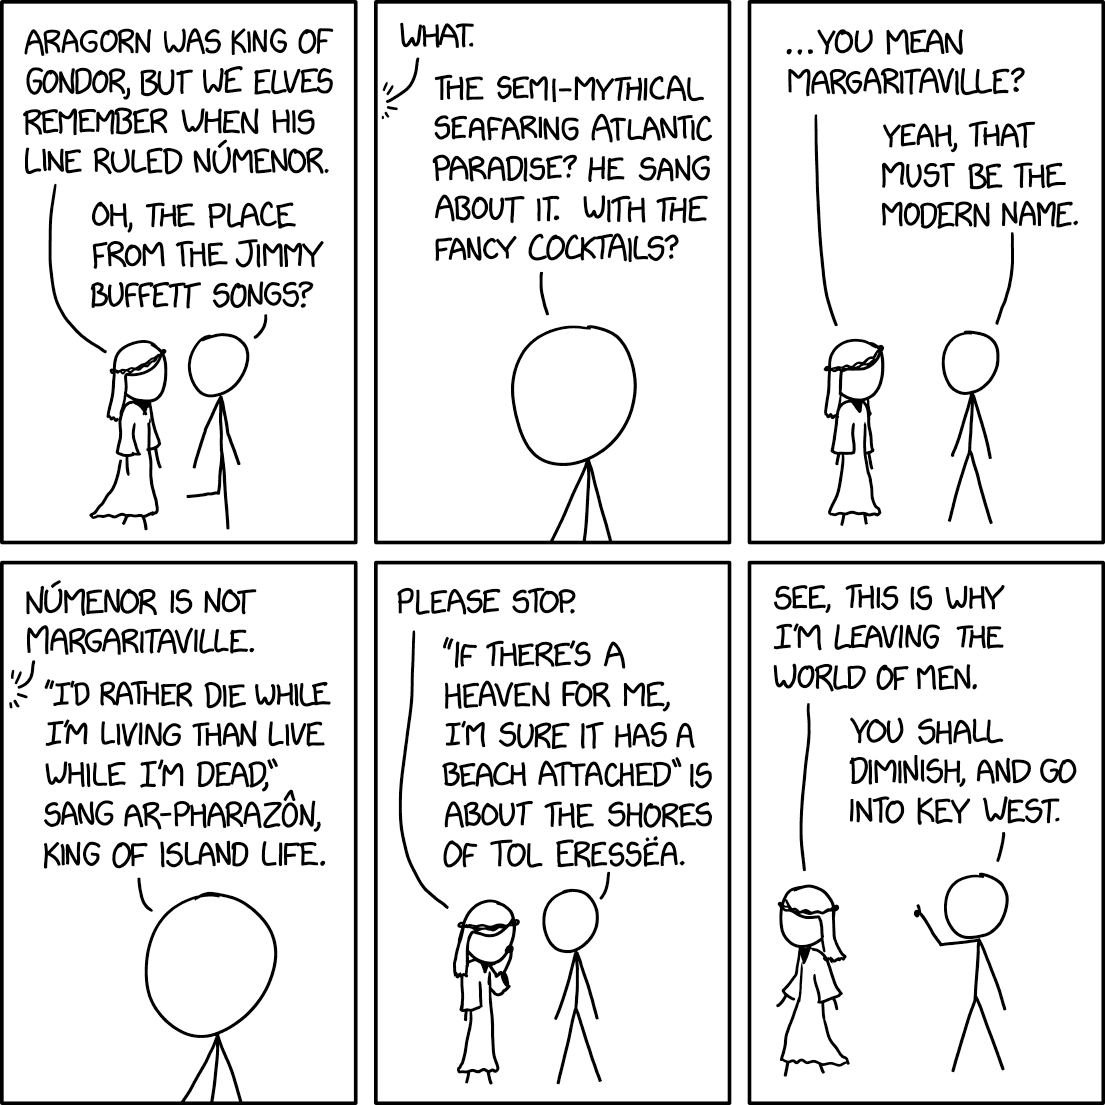 ARAGORN WAS KING OF
GONDOR, BUT WE ELVES
REMEMBER WHEN HIS
LINE RULED NÚMENOR.
OH, THE PLACE
FROM THE JIMMY
BUFFETT SONGS?
WHAT.
THE SEMI-MYTHICAL
SEAFARING ATLANTIC
PARADISE? HE SANG
ABOUT IT. WITH THE
FANCY COCKTAILS?
...YOU MEAN
MARGARITAVILLE?
YEAH, THAT
MUST BE THE
MODERN NAME.
NÚMENOR IS NOT
MARGARITAVILLE.
"I'D RATHER DIE WHILE
I'M LIVING THAN LIVE
WHILE I'M DEAD,"
SANG AR-PHARAZÔN,
KING OF ISLAND LIFE.
PLEASE STOP.
"IF THERE'S A
HEAVEN FOR ME,
I'M SURE IT HAS A
BEACH ATTACHED" IS
ABOUT THE SHORES
OF TOL ERESSËA.
SEE, THIS IS WHY
I'M LEAVING THE
WORLD OF MEN.
YOU SHALL
DIMINISH, AND GO
INTO KEY WEST.